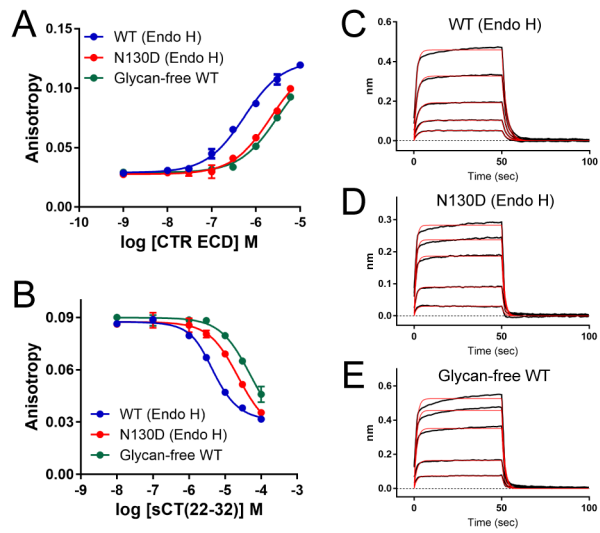 A
WT (Endo H)
N130D (Endo H)
Glycan-free WT
Anisotropy
0.15
0.10
0.05
0.00
-10 -9 -8 -7 -6 -5
log [CTR ECD] M
B
Anisotropy
0.09
0.06
0.03
0.00
WT (Endo H)
N130D (Endo H)
Glycan-free WT
-9 -8 -7 -6 -5 -4 -3
log [sCT(22-32)] M
C
WT (Endo H)
nm
0.6
0.4
0.2
0.0
0 50 100
Time (sec)
D
N130D (Endo H)
nm
0.3
0.2
0.1
0.0
0 50 100
Time (sec)
E
Glycan-free WT
nm
0.6
0.4
0.2
0.0
0 50 100
Time (sec)